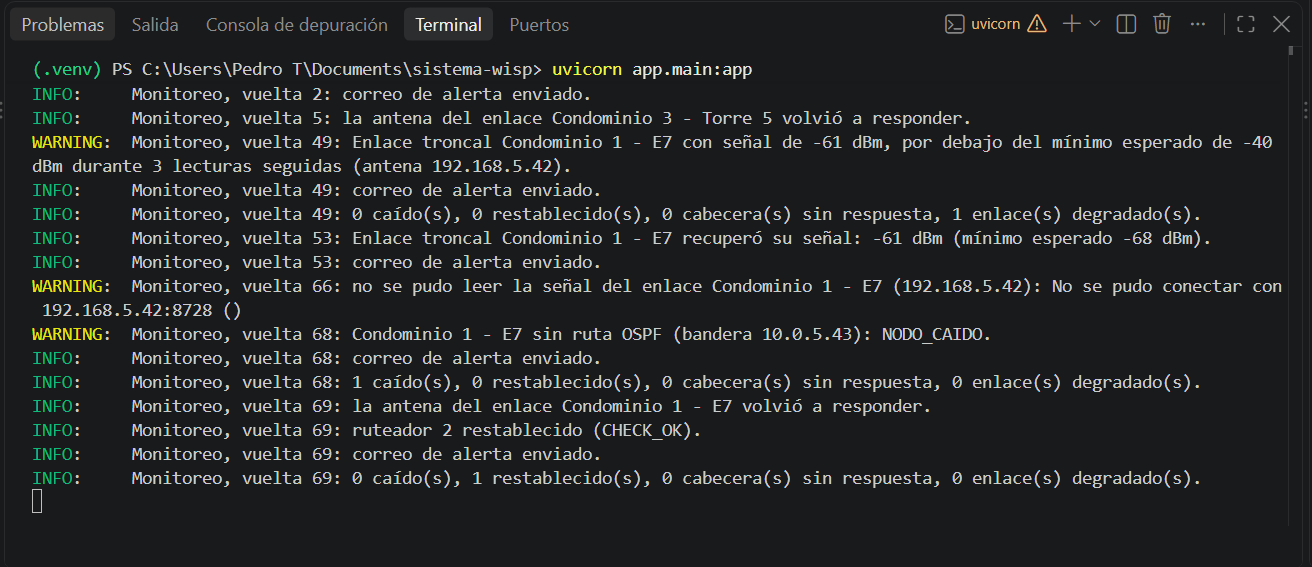 Problemas Salida Consola de depuración Terminal Puertos uvicorn
(.venv) PS C:\Users\Pedro T\Documents\sistema-wisp> uvicorn app.main:app
INFO:     Monitoreo, vuelta 2: correo de alerta enviado.
INFO:     Monitoreo, vuelta 5: la antena del enlace Condominio 3 - Torre 5 volvió a responder.
WARNING:  Monitoreo, vuelta 49: Enlace troncal Condominio 1 - E7 con señal de -61 dBm, por debajo del mínimo esperado de -40
dBm durante 3 lecturas seguidas (antena 192.168.5.42).
INFO:     Monitoreo, vuelta 49: correo de alerta enviado.
INFO:     Monitoreo, vuelta 49: 0 caído(s), 0 restablecido(s), 0 cabecera(s) sin respuesta, 1 enlace(s) degradado(s).
INFO:     Monitoreo, vuelta 53: Enlace troncal Condominio 1 - E7 recuperó su señal: -61 dBm (mínimo esperado -68 dBm).
INFO:     Monitoreo, vuelta 53: correo de alerta enviado.
WARNING:  Monitoreo, vuelta 66: no se pudo leer la señal del enlace Condominio 1 - E7 (192.168.5.42): No se pudo conectar con
192.168.5.42:8728 ()
WARNING:  Monitoreo, vuelta 68: Condominio 1 - E7 sin ruta OSPF (bandera 10.0.5.43): NODO_CAIDO.
INFO:     Monitoreo, vuelta 68: correo de alerta enviado.
INFO:     Monitoreo, vuelta 68: 1 caído(s), 0 restablecido(s), 0 cabecera(s) sin respuesta, 0 enlace(s) degradado(s).
INFO:     Monitoreo, vuelta 69: la antena del enlace Condominio 1 - E7 volvió a responder.
INFO:     Monitoreo, vuelta 69: ruteador 2 restablecido (CHECK_OK).
INFO:     Monitoreo, vuelta 69: correo de alerta enviado.
INFO:     Monitoreo, vuelta 69: 0 caído(s), 1 restablecido(s), 0 cabecera(s) sin respuesta, 0 enlace(s) degradado(s).